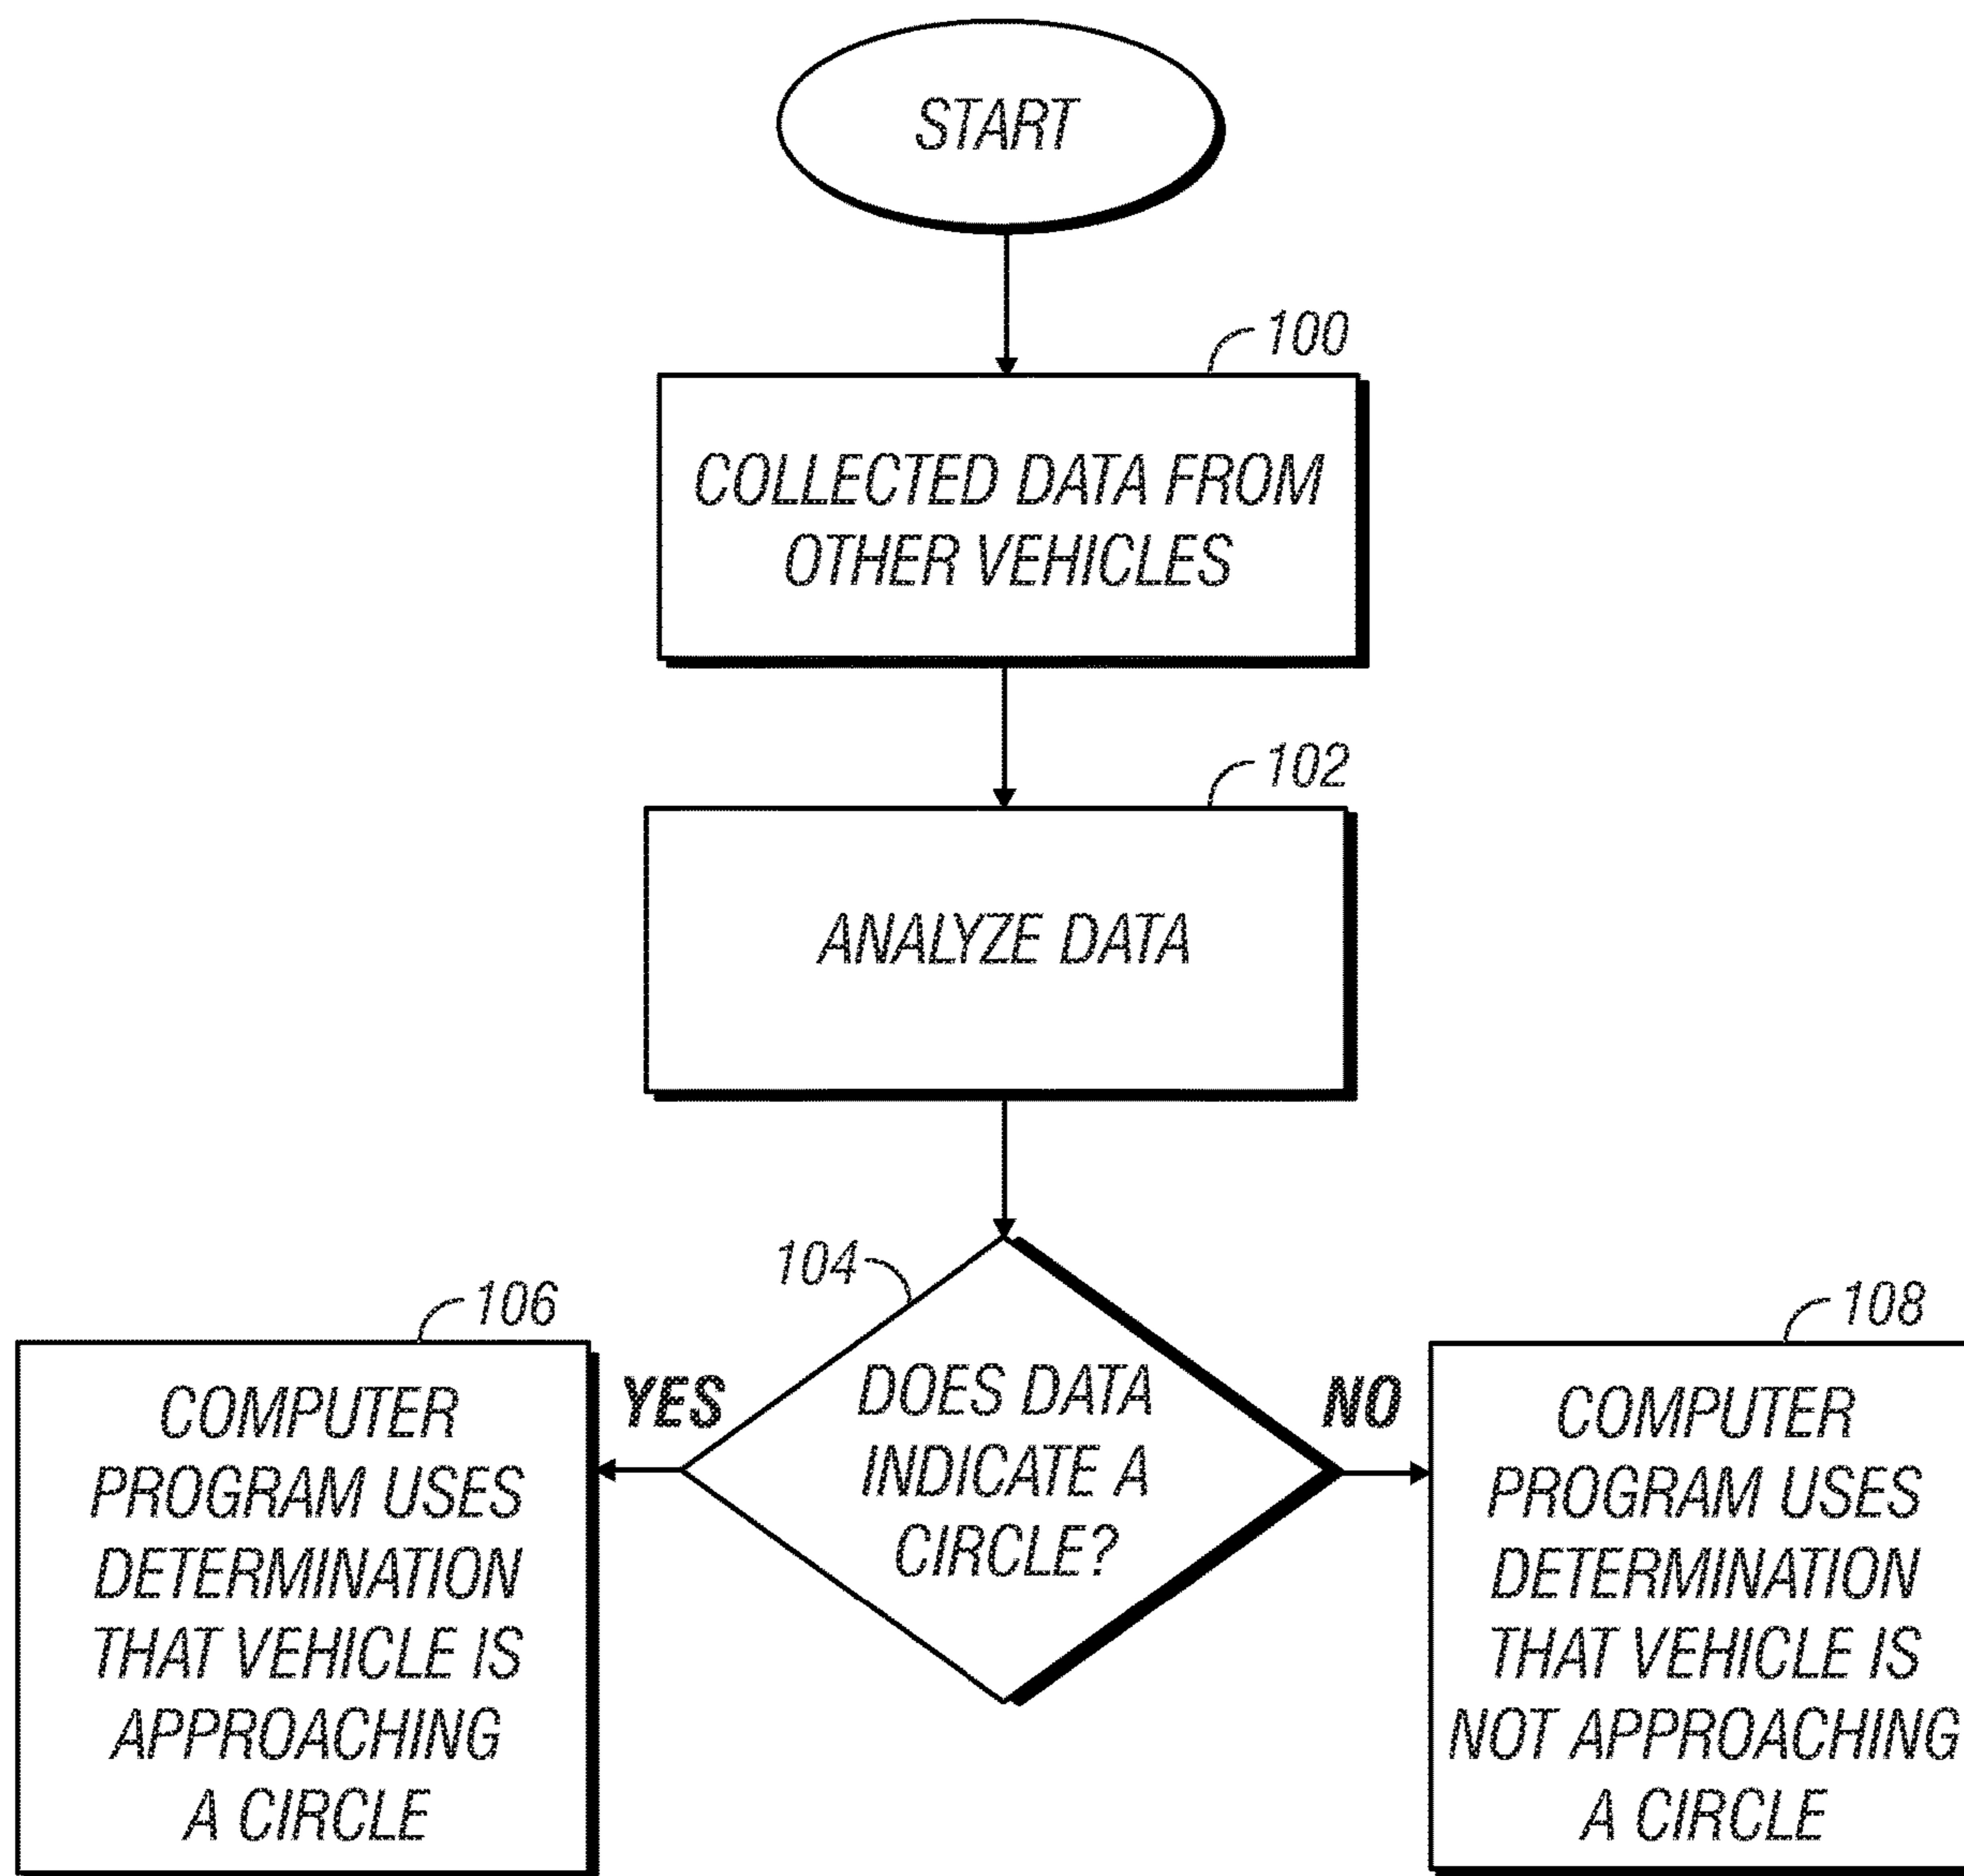 START
100
COLLECTED DATA FROM
OTHER VEHICLES
102
ANALYZE DATA
104
DOES DATA
INDICATE A
CIRCLE?
YES
NO
106
COMPUTER
PROGRAM USES
DETERMINATION
THAT VEHICLE IS
APPROACHING
A CIRCLE
108
COMPUTER
PROGRAM USES
DETERMINATION
THAT VEHICLE IS
NOT APPROACHING
A CIRCLE